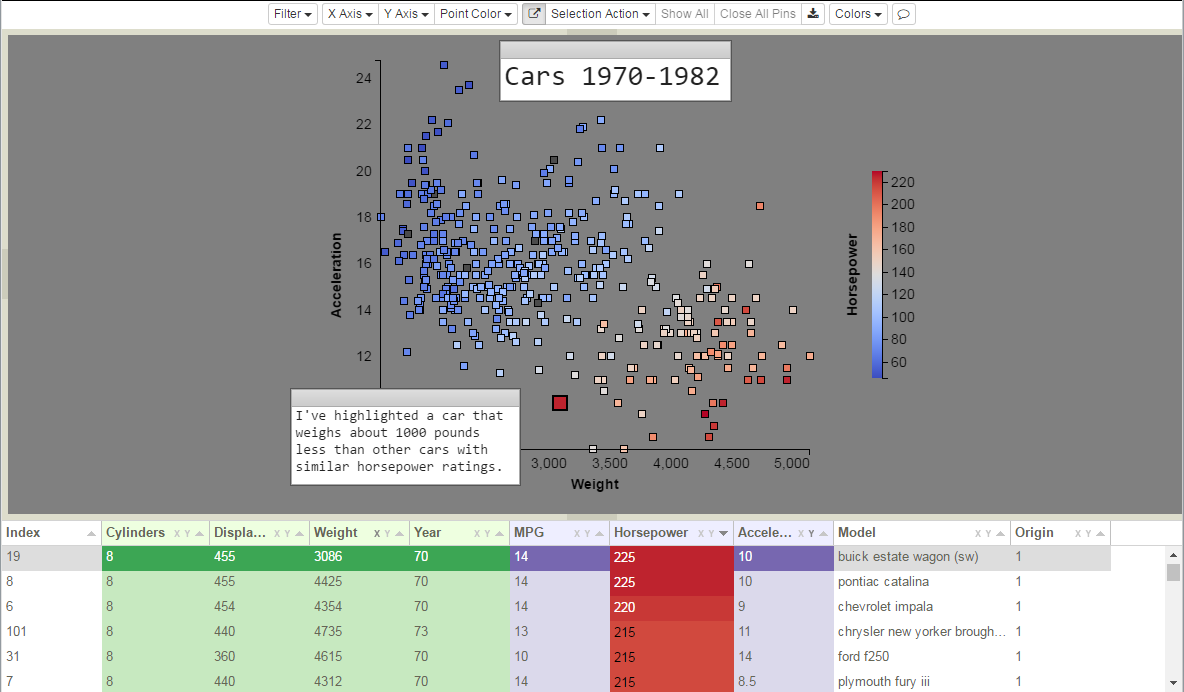 Filter X Axis Y Axis Point Color Selection Action Show All Close All Pins Colors
Cars 1970-1982
24
22
20
18
16
14
12
Acceleration
220
200
180
160
140
120
100
80
60
Horsepower
I've highlighted a car that
weighs about 1000 pounds
less than other cars with
similar horsepower ratings.
3,000 3,500 4,000 4,500 5,000
Weight
Index Cylinders X Y Displa... X Y Weight X Y Year X Y MPG X Y Horsepower X Y Accele... X Y Model X Y Origin X Y
19 8 455 3086 70 14 225 10 buick estate wagon (sw) 1
8 8 455 4425 70 14 225 10 pontiac catalina 1
6 8 454 4354 70 14 220 9 chevrolet impala 1
101 8 440 4735 73 13 215 11 chrysler new yorker brough... 1
31 8 360 4615 70 10 215 14 ford f250 1
7 8 440 4312 70 14 215 8.5 plymouth fury iii 1